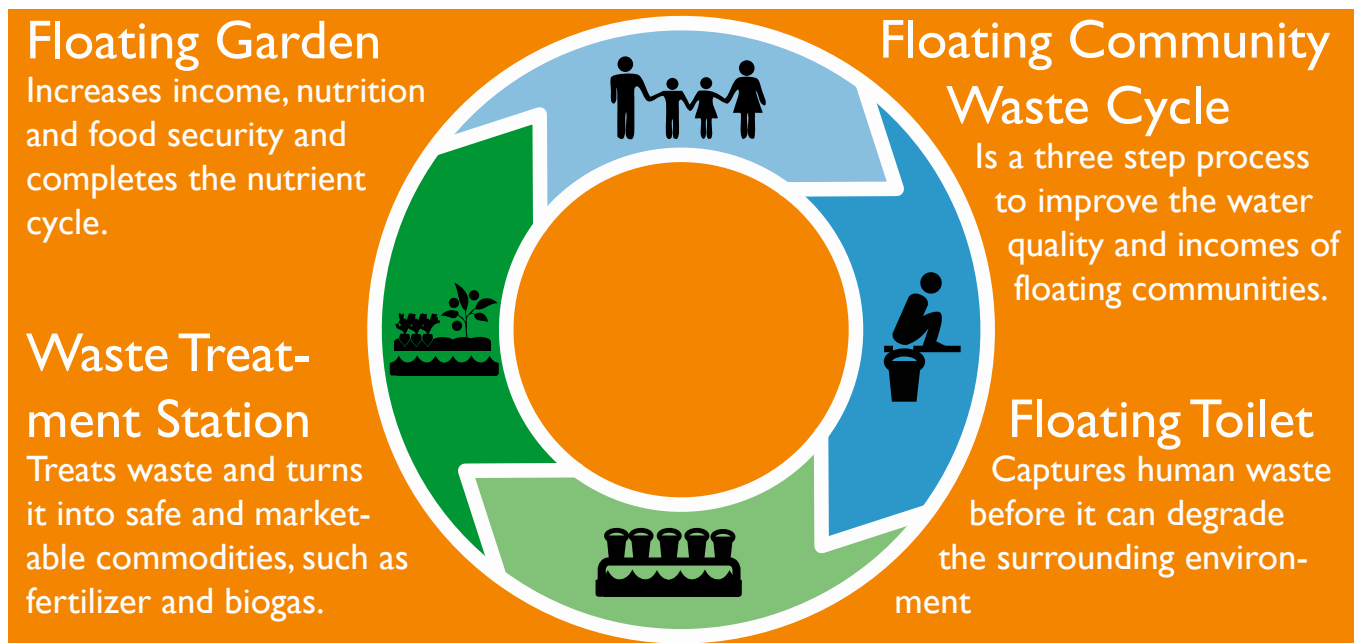 Floating Garden
Increases income, nutrition
and food security and
completes the nutrient
cycle.
Waste Treat-
ment Station
Treats waste and turns
it into safe and market-
able commodities, such as
fertilizer and biogas.
Floating Community
Waste Cycle
Is a three step process
to improve the water
quality and incomes of
floating communities.
Floating Toilet
Captures human waste
before it can degrade
the surrounding environ-
ment